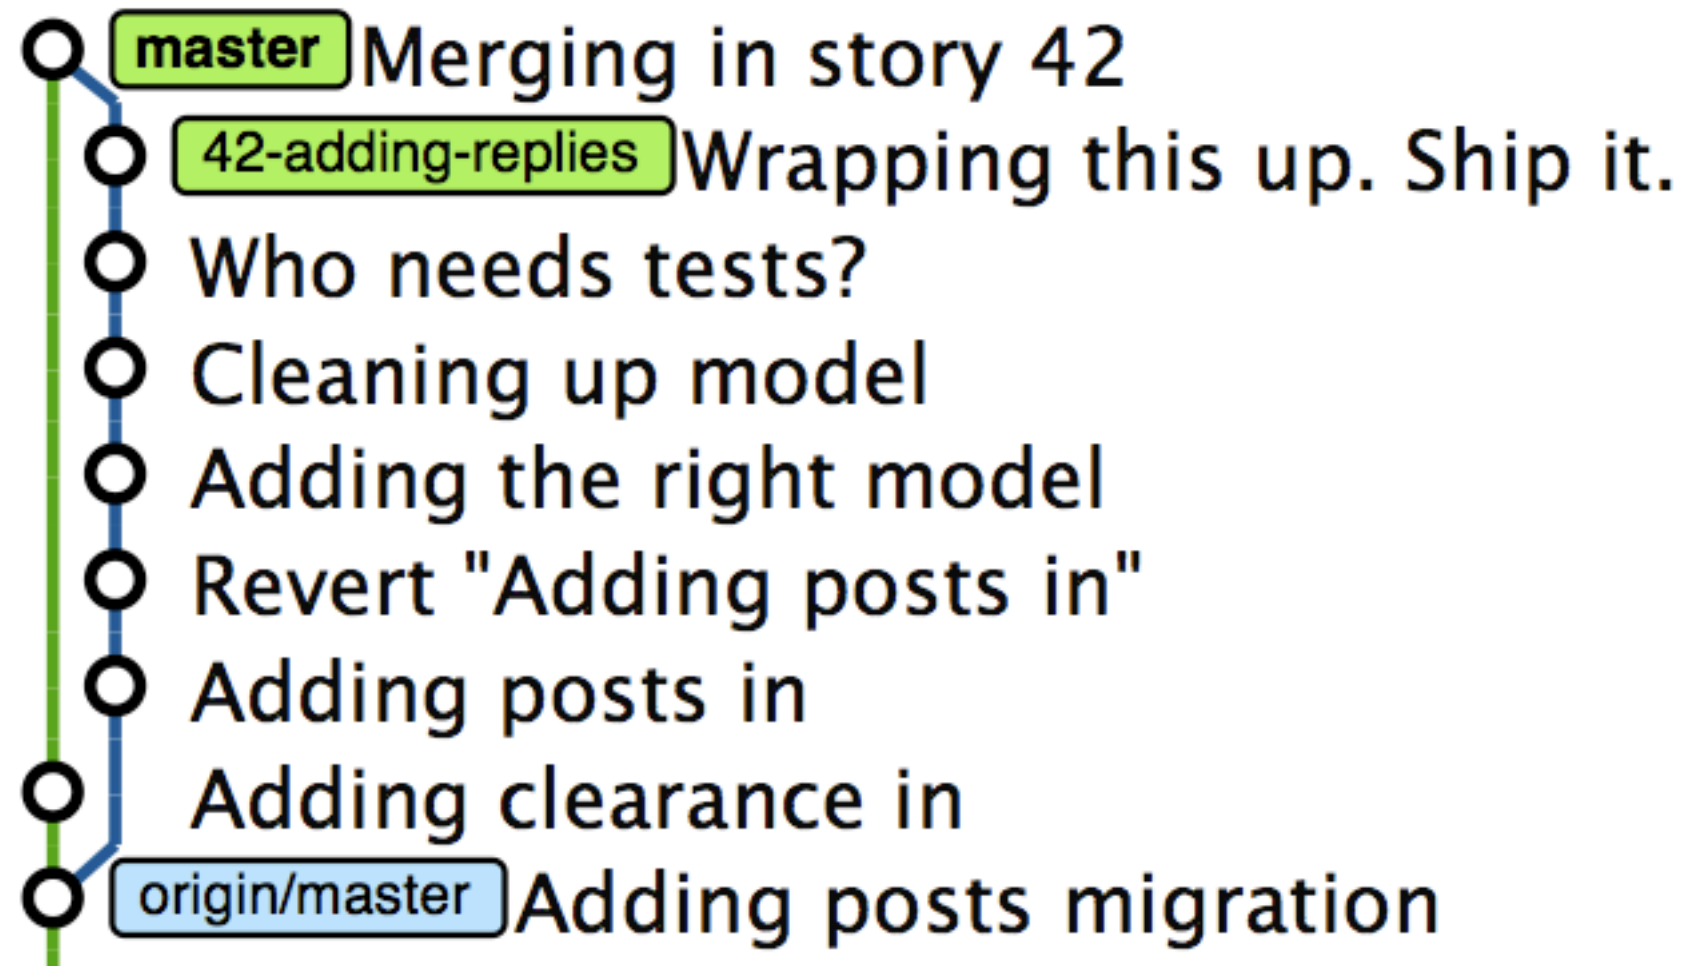 master Merging in story 42
42-adding-replies Wrapping this up. Ship it.
Who needs tests?
Cleaning up model
Adding the right model
Revert "Adding posts in"
Adding posts in
Adding clearance in
origin/master Adding posts migration